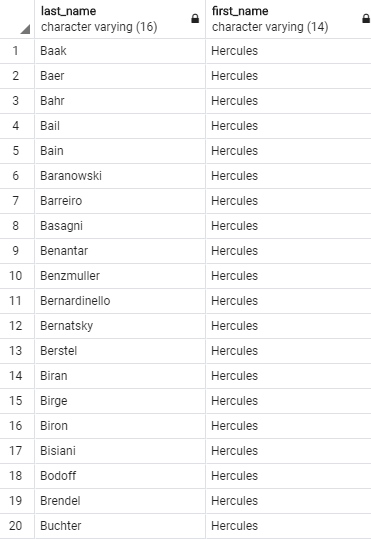 last_name first_name
character varying (16) character varying (14)
1 Baak Hercules
2 Baer Hercules
3 Bahr Hercules
4 Bail Hercules
5 Bain Hercules
6 Baranowski Hercules
7 Barreiro Hercules
8 Basagni Hercules
9 Benantar Hercules
10 Benzmuller Hercules
11 Bernardinello Hercules
12 Bernatsky Hercules
13 Berstel Hercules
14 Biran Hercules
15 Birge Hercules
16 Biron Hercules
17 Bisiani Hercules
18 Bodoff Hercules
19 Brendel Hercules
20 Buchter Hercules